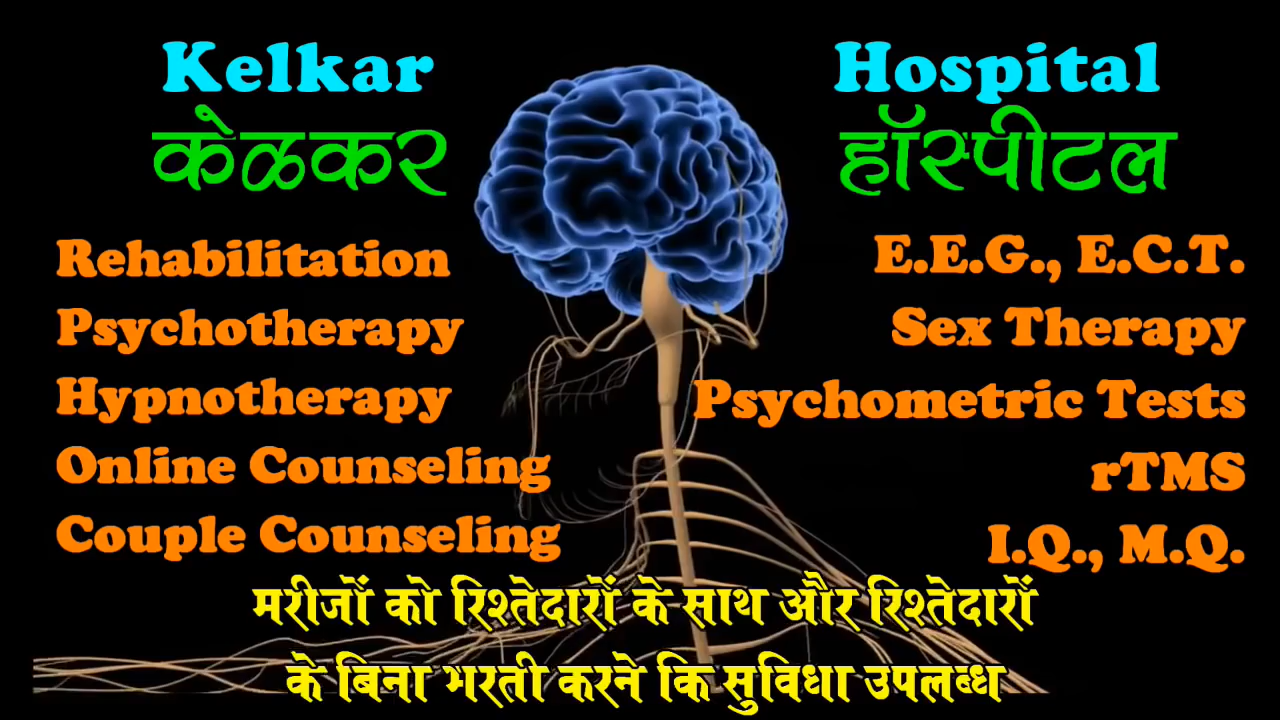 Kelkar Hospital
केळकर हॉस्पीटल
Rehabilitation
Psychotherapy
Hypnotherapy
Online Counseling
Couple Counseling
E.E.G., E.C.T.
Sex Therapy
Psychometric Tests
rTMS
I.Q., M.Q.
मरीजों को रिश्तेदारों के साथ और रिश्तेदारों
के बिना भरती करने कि सुविधा उपलब्ध